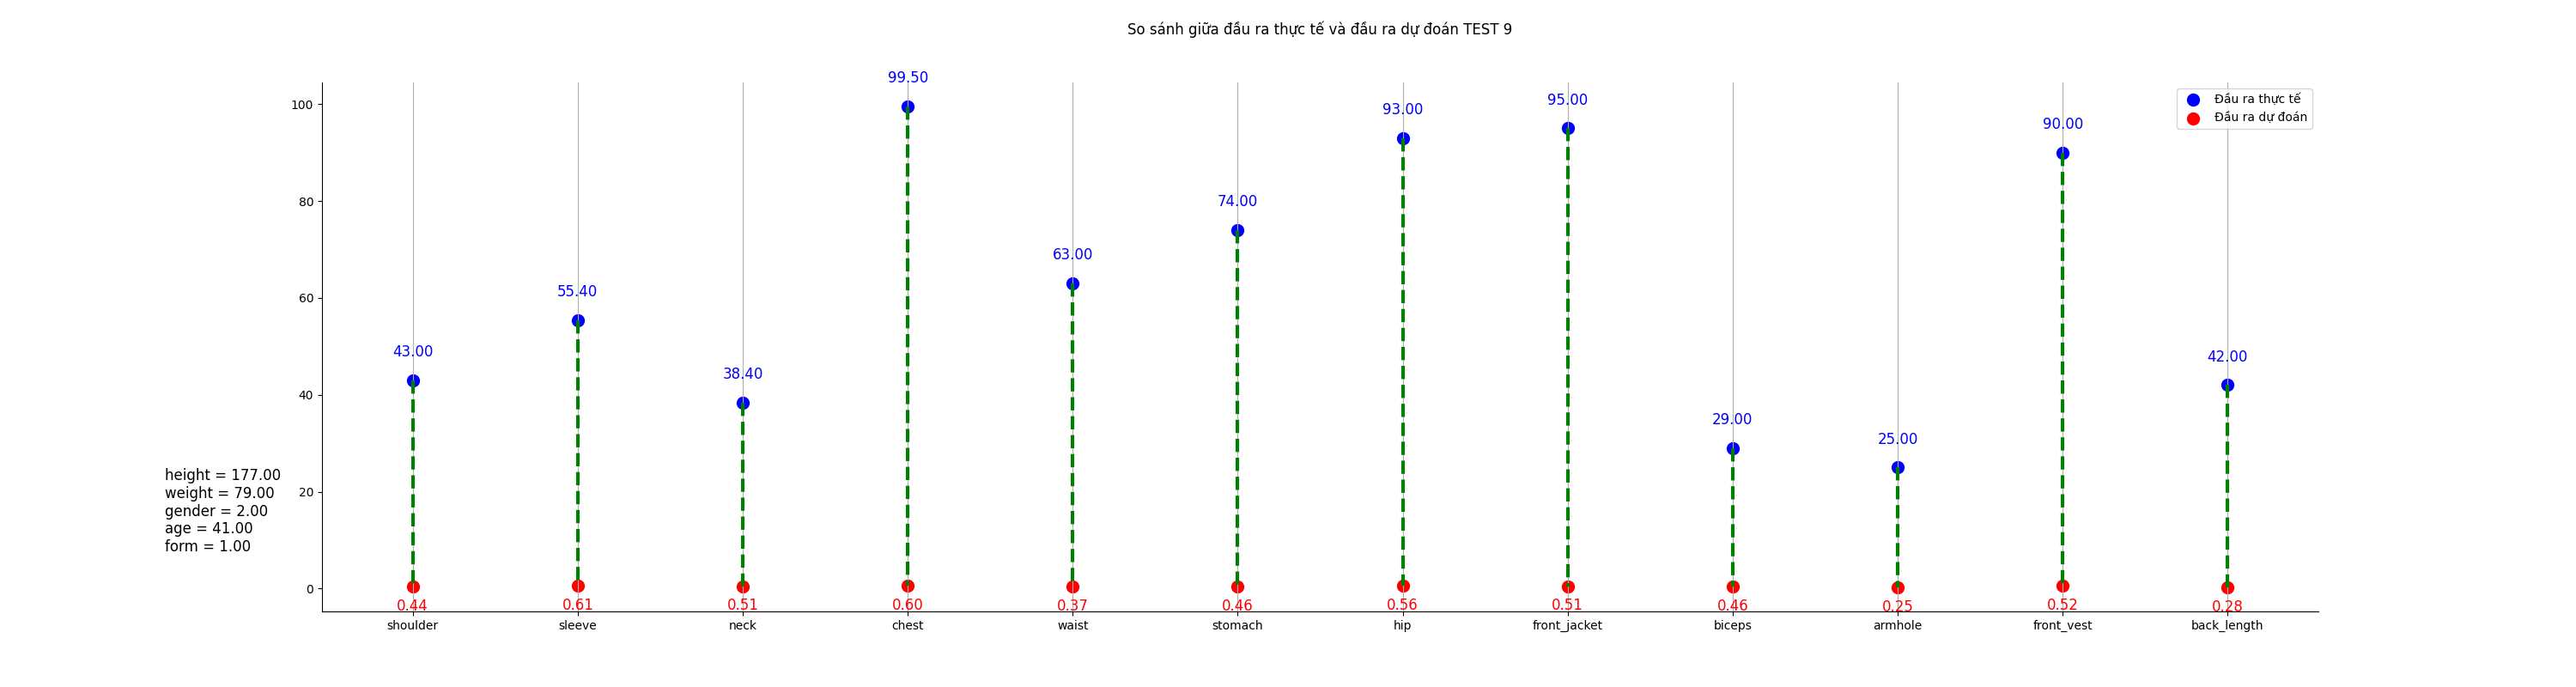 So sánh giữa đầu ra thực tế và đầu ra dự đoán TEST 9
Đầu ra thực tế
Đầu ra dự đoán
100
80
60
40
20
0
43.00
55.40
38.40
99.50
63.00
74.00
93.00
95.00
29.00
25.00
90.00
42.00
height = 177.00
weight = 79.00
gender = 2.00
age = 41.00
form = 1.00
0.44
0.61
0.51
0.60
0.37
0.46
0.56
0.51
0.46
0.25
0.52
0.28
shoulder
sleeve
neck
chest
waist
stomach
hip
front_jacket
biceps
armhole
front_vest
back_length